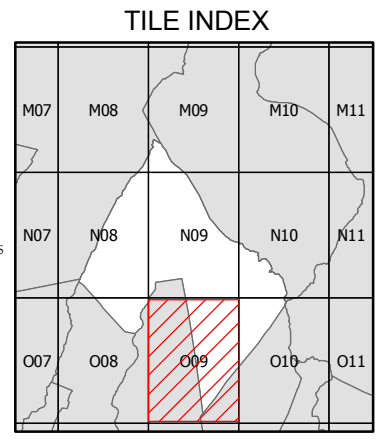 TILE INDEX
M07 M08 M09 M10 M11
N07 N08 N09 N10 N11
s
O07 O08 O09 O10 O11